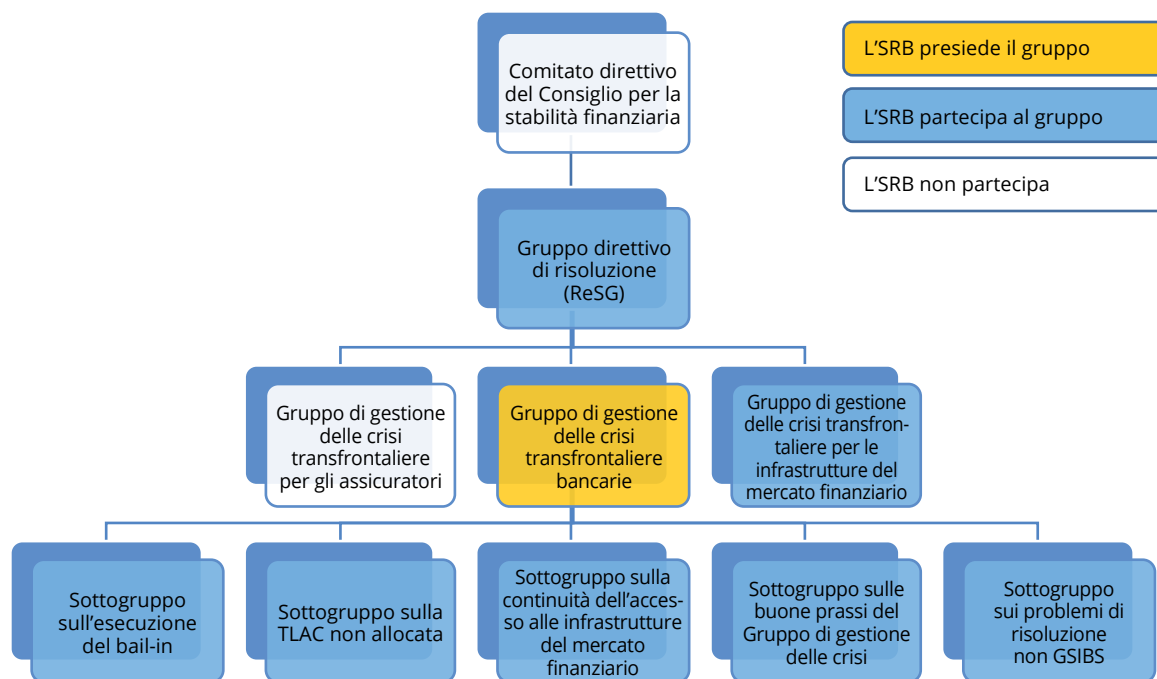 Comitato direttivo
del Consiglio per la
stabilità finanziaria
L'SRB presiede il gruppo
L'SRB partecipa al gruppo
L'SRB non partecipa
Gruppo direttivo
di risoluzione
(ReSG)
Gruppo di gestione
delle crisi
transfrontaliere
per gli assicuratori
Gruppo di gestione
delle crisi
transfrontaliere
bancarie
Gruppo di gestione
delle crisi transfron-
taliere per le
infrastrutture del
mercato finanziario
Sottogruppo
sull'esecuzione
del bail-in
Sottogruppo sulla
TLAC non allocata
Sottogruppo sulla
continuità dell'acces-
so alle infrastrutture
del mercato
finanziario
Sottogruppo sulle
buone prassi del
Gruppo di gestione
delle crisi
Sottogruppo
sui problemi di
risoluzione
non GSIBS